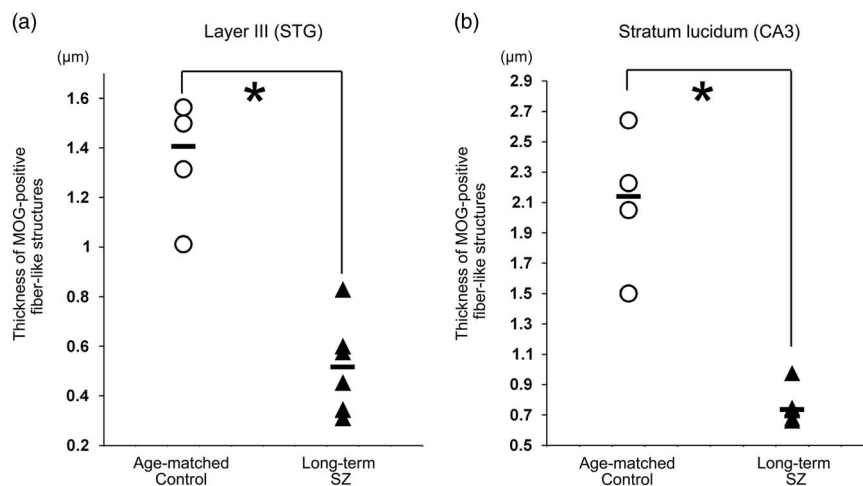 (a)
Layer III (STG)
(µm)
*
Thickness of MOG-positive
fiber-like structures
1.6
1.4
1.2
1
0.8
0.6
0.4
0.2
Age-matched
Control
Long-term
SZ
(b)
Stratum lucidum (CA3)
(µm)
*
Thickness of MOG-positive
fiber-like structures
2.9
2.7
2.5
2.3
2.1
1.9
1.7
1.5
1.3
1.1
0.9
0.7
0.5
Age-matched
Control
Long-term
SZ